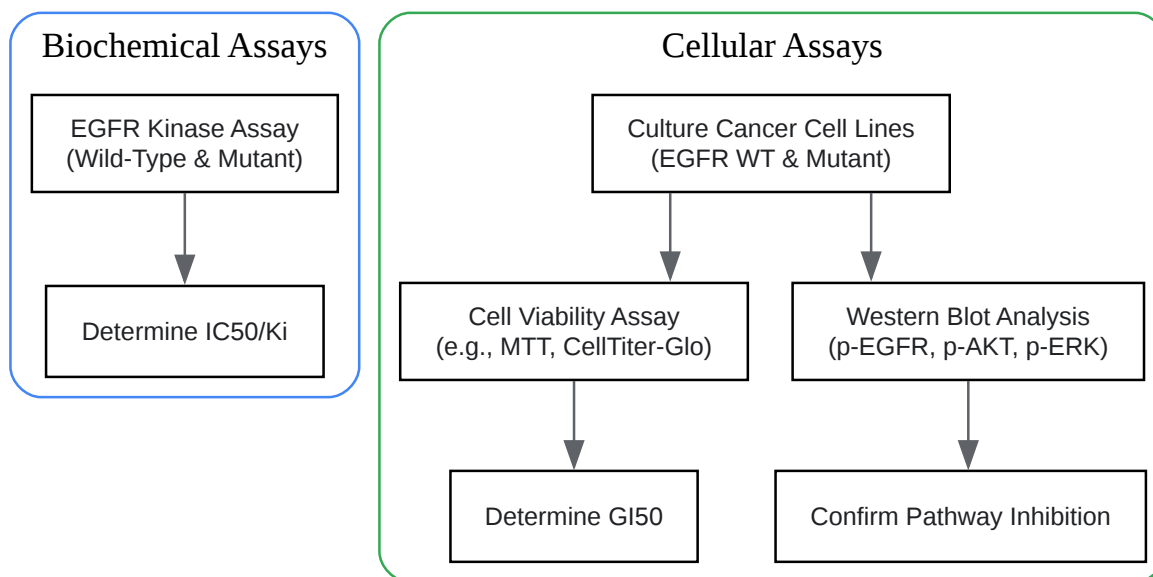 Biochemical Assays
EGFR Kinase Assay
(Wild-Type & Mutant)
Determine IC50/Ki
Cellular Assays
Culture Cancer Cell Lines
(EGFR WT & Mutant)
Cell Viability Assay
(e.g., MTT, CellTiter-Glo)
Western Blot Analysis
(p-EGFR, p-AKT, p-ERK)
Determine GI50
Confirm Pathway Inhibition